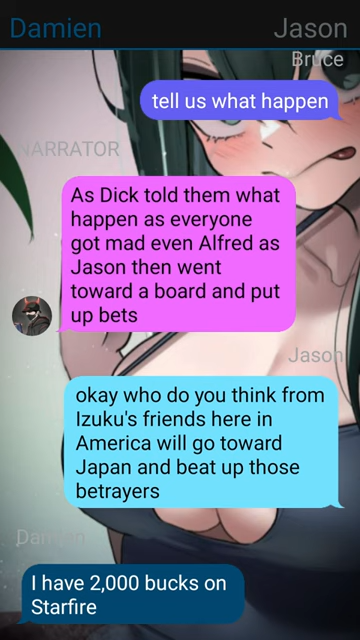 Damien Jason
Bruce
tell us what happen
NARRATOR
As Dick told them what
happen as everyone
got mad even Alfred as
Jason then went
toward a board and put
up bets
Jason
okay who do you think from
Izuku's friends here in
America will go toward
Japan and beat up those
betrayers
Damien
I have 2,000 bucks on
Starfire